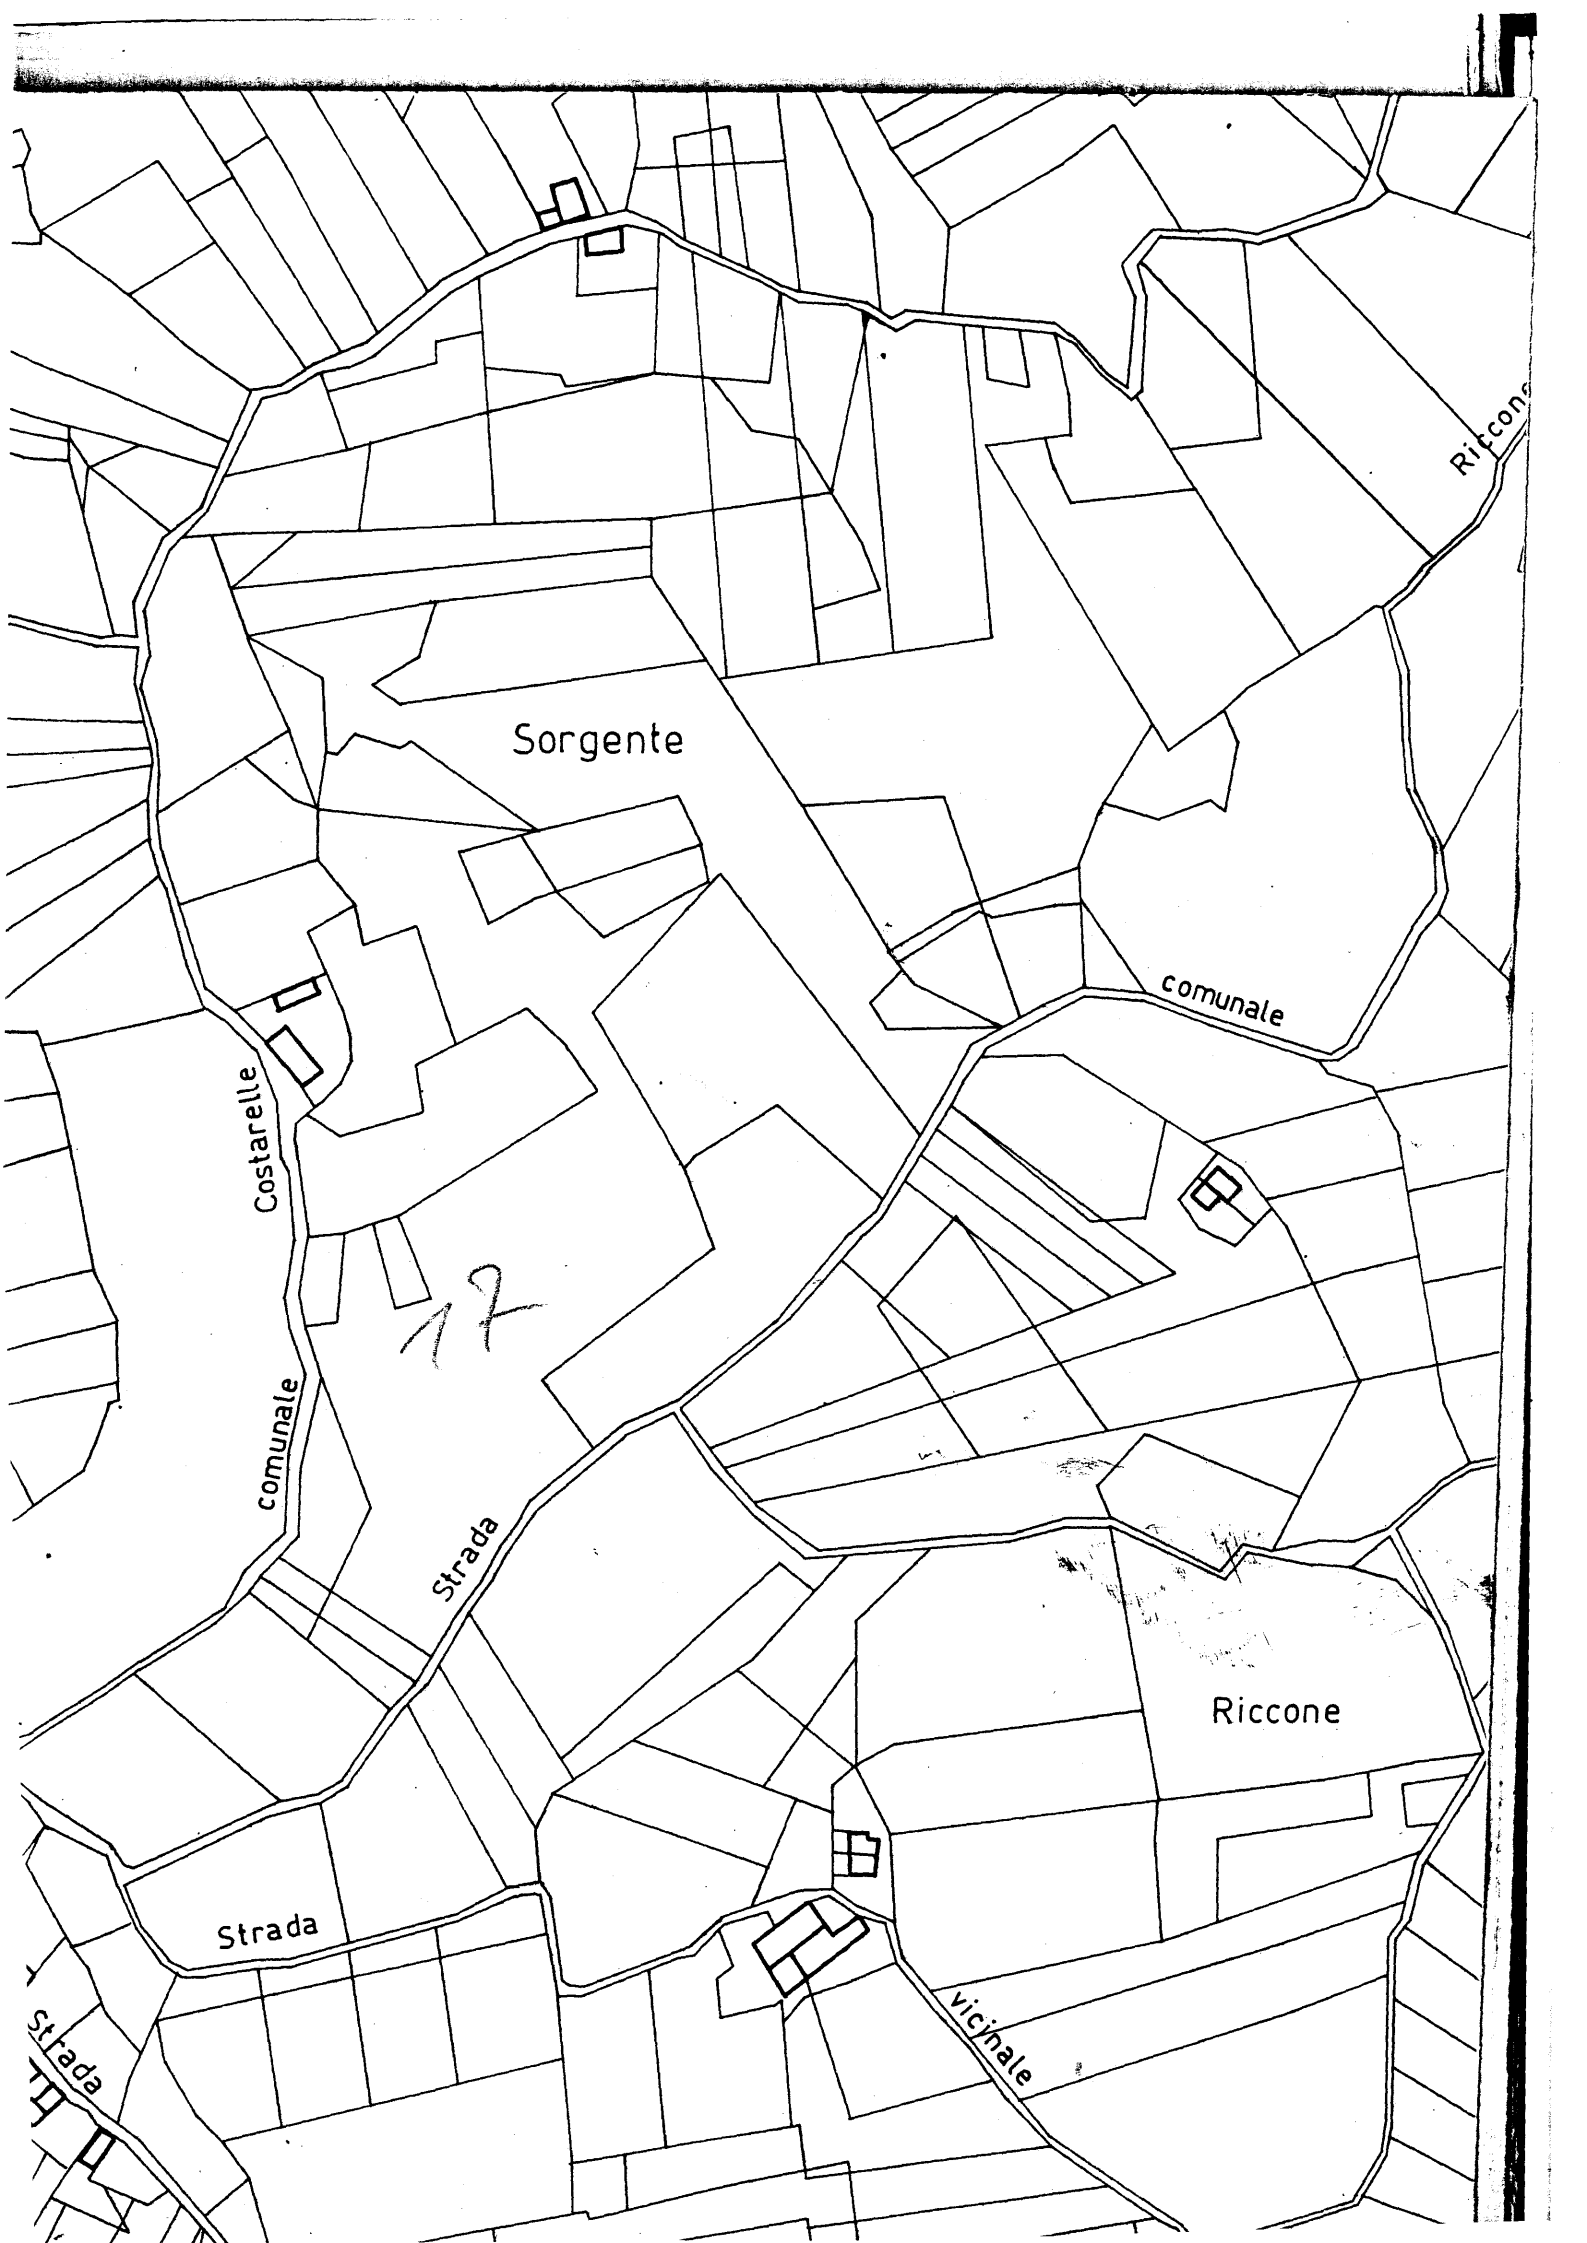 Riccone
Sorgente
comunale
Costarelle
17
comunale
Strada
Riccone
Strada
vicinale
Strada